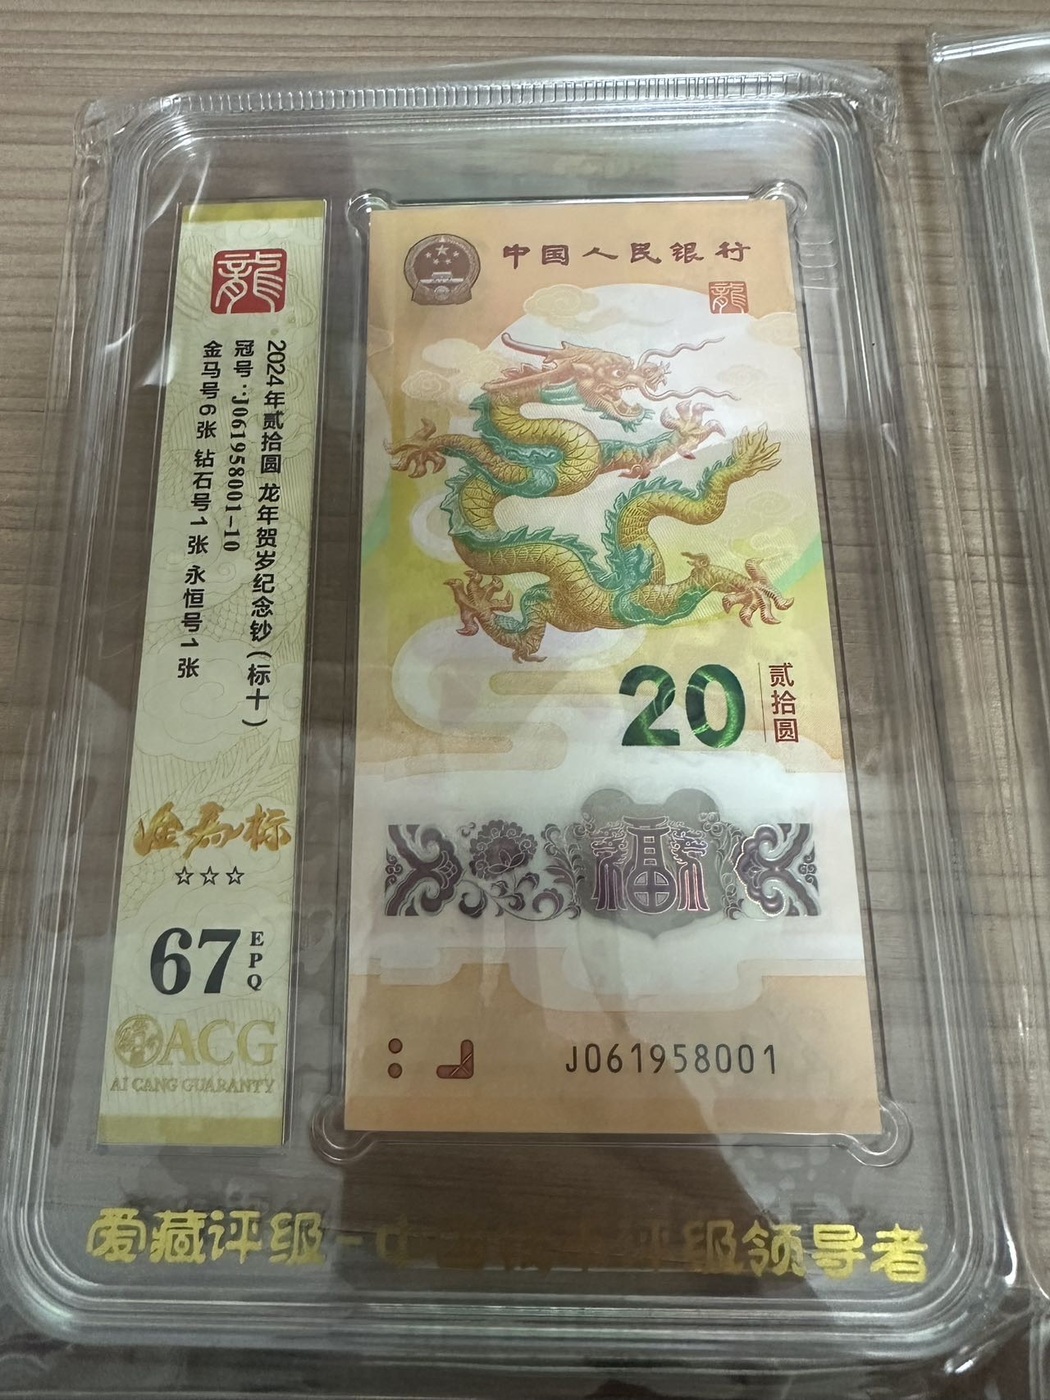 龍
2024年贰拾圆 龙年贺岁纪念钞(标十)
冠号:J061958001-10
金马号6张 钻石号1张 永恒号1张
金马标
☆☆☆
67 EPQ
ACG
AI CANG GUARANTY
中国人民银行
龍
20 贰拾圆
福
J061958001
爱藏评级-中
评级领导者